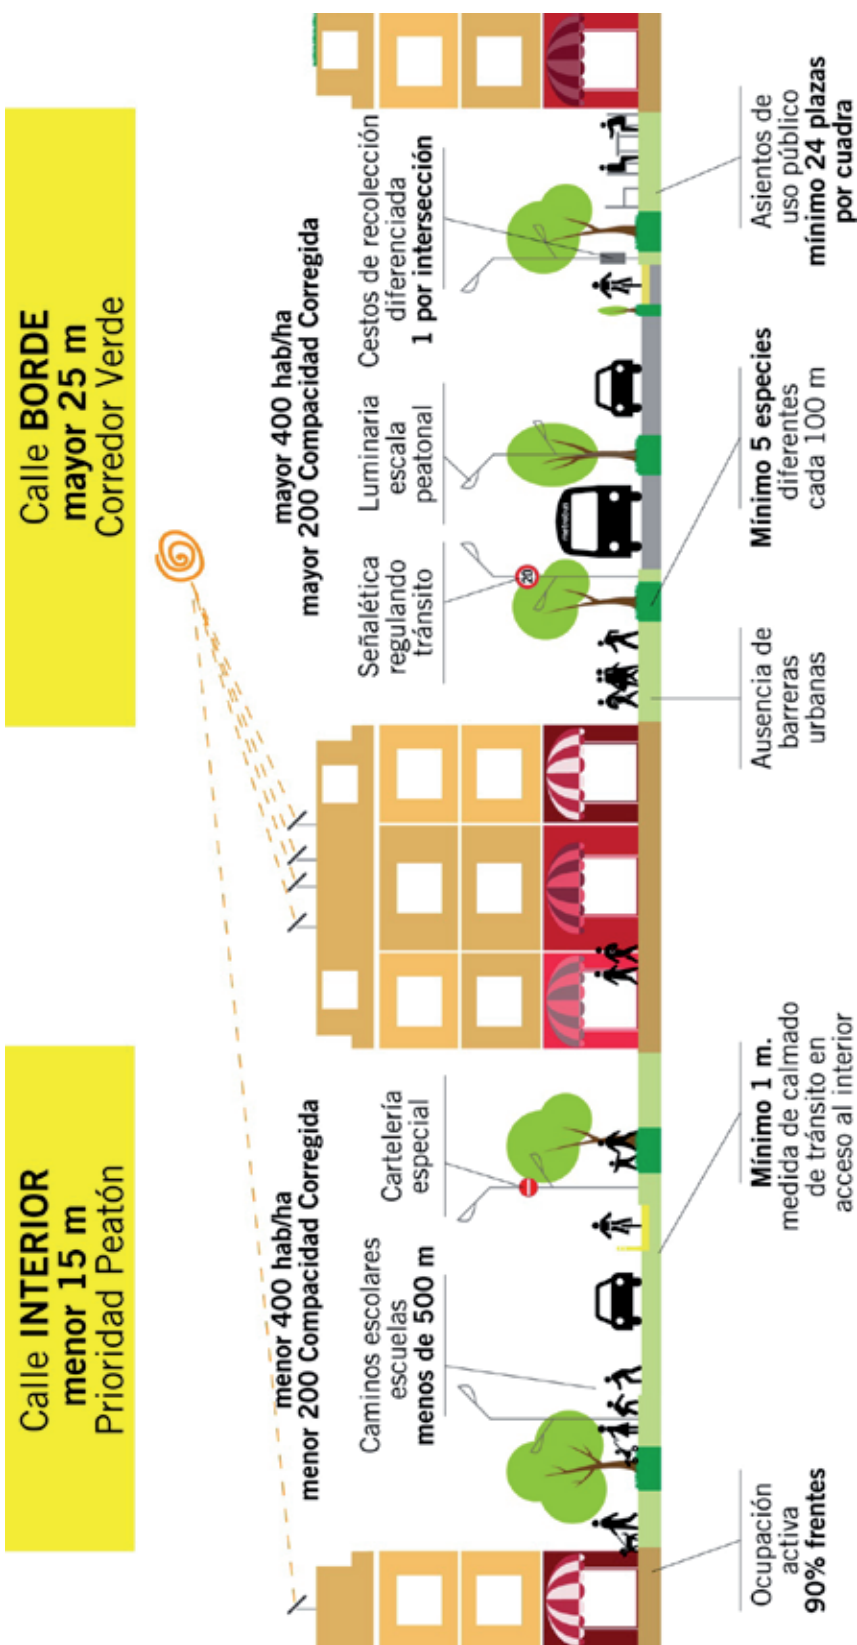 Calle INTERIOR
menor 15 m
Prioridad Peatón
Calle BORDE
mayor 25 m
Corredor Verde
menor 400 hab/ha
menor 200 Compacidad Corregida
mayor 400 hab/ha
mayor 200 Compacidad Corregida
Caminos escolares
escuelas
menos de 500 m
Cartelería
especial
Señalética
regulando
tránsito
Luminaria
escala
peatonal
Cestos de recolección
diferenciada
1 por intersección
20
metrobus
Ocupación
activa
90% frentes
Mínimo 1 m.
medida de calmado
de tránsito en
acceso al interior
Ausencia de
barreras
urbanas
Mínimo 5 especies
diferentes
cada 100 m
Asientos de
uso público
mínimo 24 plazas
por cuadra